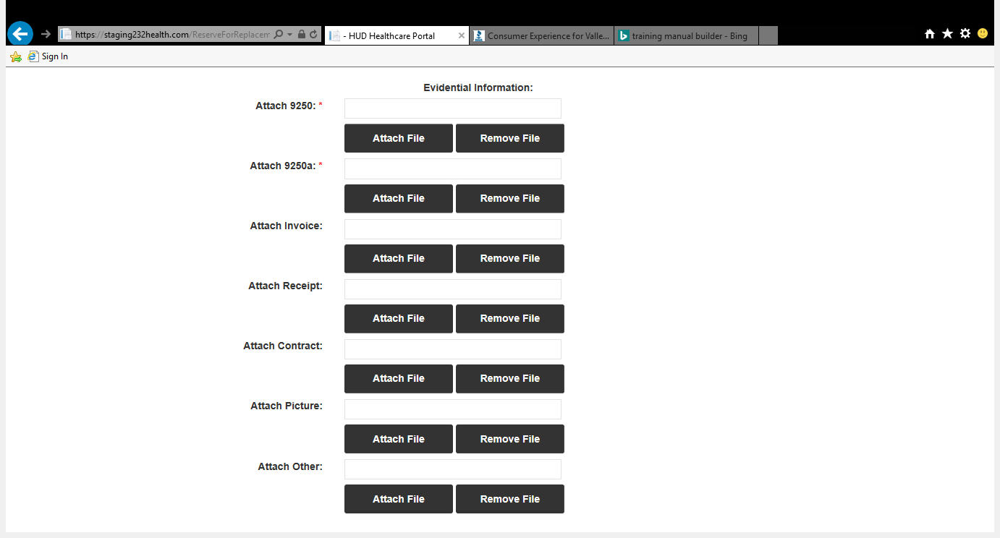 https://staging232health.com/ReserveForReplacem
- HUD Healthcare Portal
Consumer Experience for Valle...
training manual builder - Bing
Sign In
Evidential Information:
Attach 9250: *
Attach File Remove File
Attach 9250a: *
Attach File Remove File
Attach Invoice:
Attach File Remove File
Attach Receipt:
Attach File Remove File
Attach Contract:
Attach File Remove File
Attach Picture:
Attach File Remove File
Attach Other:
Attach File Remove File